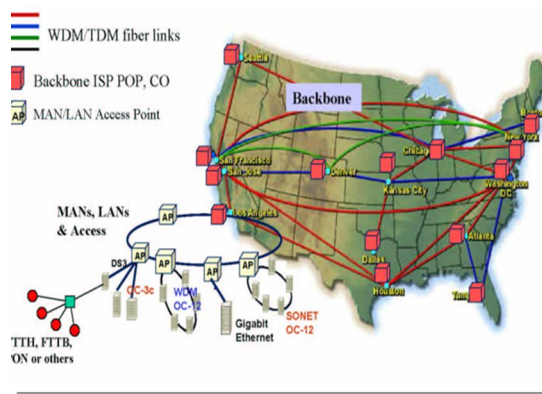 WDM/TDM fiber links
Backbone ISP POP, CO
AP MAN/LAN Access Point
Backbone
Seattle
San Francisco
San Jose
Los Angeles
Denver
Kansas City
Chicago
New York
Washington
DC
Atlanta
Dallas
Houston
MANs, LANs
& Access
AP
AP
AP
AP
AP
DS3
OC-3c
WDM
OC-12
Gigabit
Ethernet
SONET
OC-12
TTH, FTTB,
PON or others